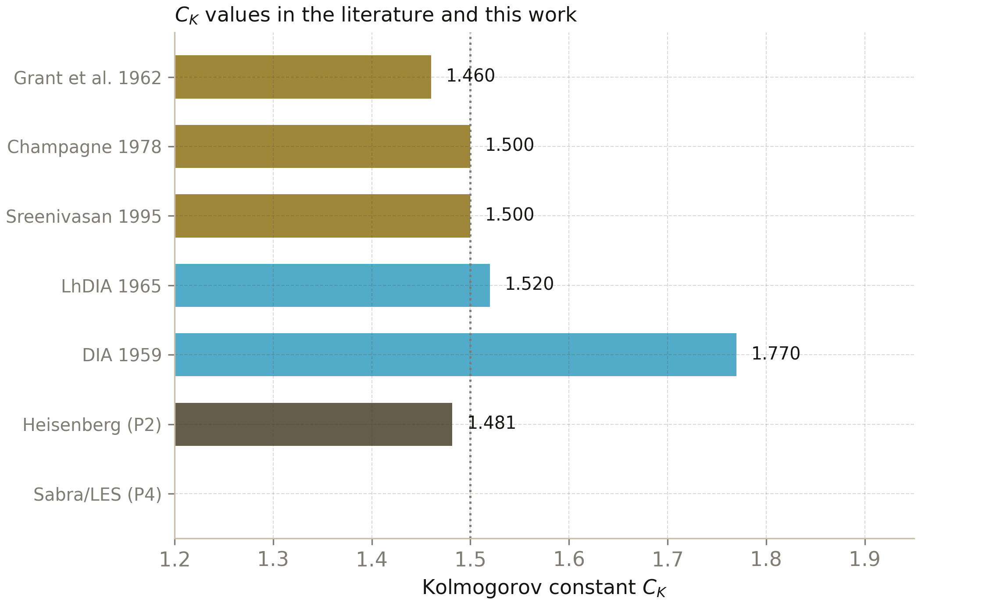 C_K values in the literature and this work
Grant et al. 1962
1.460
Champagne 1978
1.500
Sreenivasan 1995
1.500
LhDIA 1965
1.520
DIA 1959
1.770
Heisenberg (P2)
1.481
Sabra/LES (P4)
1.2 1.3 1.4 1.5 1.6 1.7 1.8 1.9
Kolmogorov constant C_K